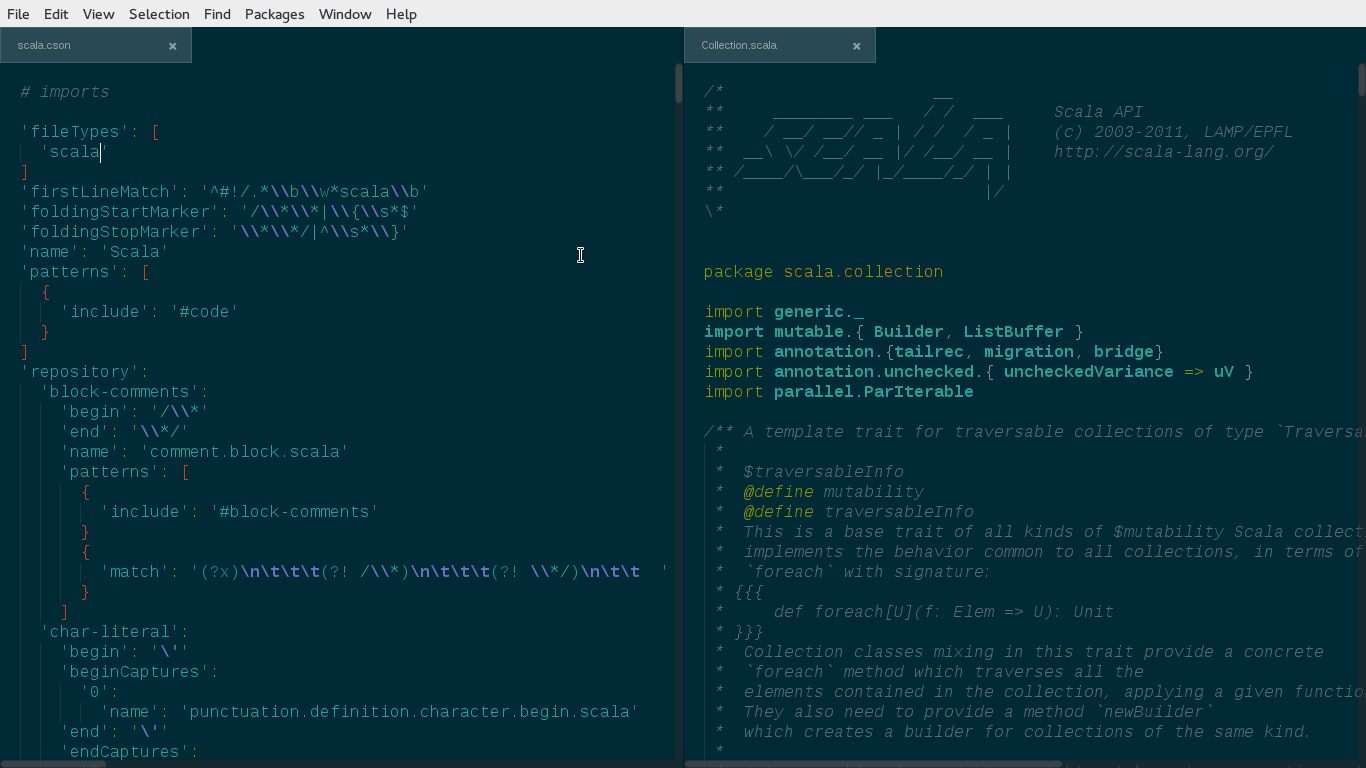 File Edit View Selection Find Packages Window Help
scala.cson ×
# imports
'fileTypes': [
  'scala'
]
'firstLineMatch': '^#!/.*\\b\\w*scala\\b'
'foldingStartMarker': '/\\*\\*|\\{\\s*$'
'foldingStopMarker': '\\*\\*/|^\\s*\\}'
'name': 'Scala'
'patterns': [
  {
    'include': '#code'
  }
]
'repository':
  'block-comments':
    'begin': '/\\*'
    'end': '\\*/'
    'name': 'comment.block.scala'
    'patterns': [
      {
        'include': '#block-comments'
      }
      {
        'match': '(?x)\n\t\t\t(?! /\\*)\n\t\t\t(?! \\*/)\n\t\t  '
      }
    ]
  'char-literal':
    'begin': '\''
    'beginCaptures':
      '0':
        'name': 'punctuation.definition.character.begin.scala'
    'end': '\''
    'endCaptures':
Collection.scala ×
/*                     __
**     ________ ___   / /  ___     Scala API
**    / __/ __// _ | / /  / _ |    (c) 2003-2011, LAMP/EPFL
**  __\ \/ /__/ __ |/ /__/ __ |    http://scala-lang.org/
** /____/\___/_/ |_/____/_/ | |
**                          |/
\*
package scala.collection
import generic._
import mutable.{ Builder, ListBuffer }
import annotation.{tailrec, migration, bridge}
import annotation.unchecked.{ uncheckedVariance => uV }
import parallel.ParIterable
/** A template trait for traversable collections of type `Traversa
 *
 *  $traversableInfo
 *  @define mutability
 *  @define traversableInfo
 *  This is a base trait of all kinds of $mutability Scala collect
 *  implements the behavior common to all collections, in terms of
 *  `foreach` with signature:
 * {{{
 *     def foreach[U](f: Elem => U): Unit
 * }}}
 *  Collection classes mixing in this trait provide a concrete
 *  `foreach` method which traverses all the
 *  elements contained in the collection, applying a given functio
 *  They also need to provide a method `newBuilder`
 *  which creates a builder for collections of the same kind.
 *